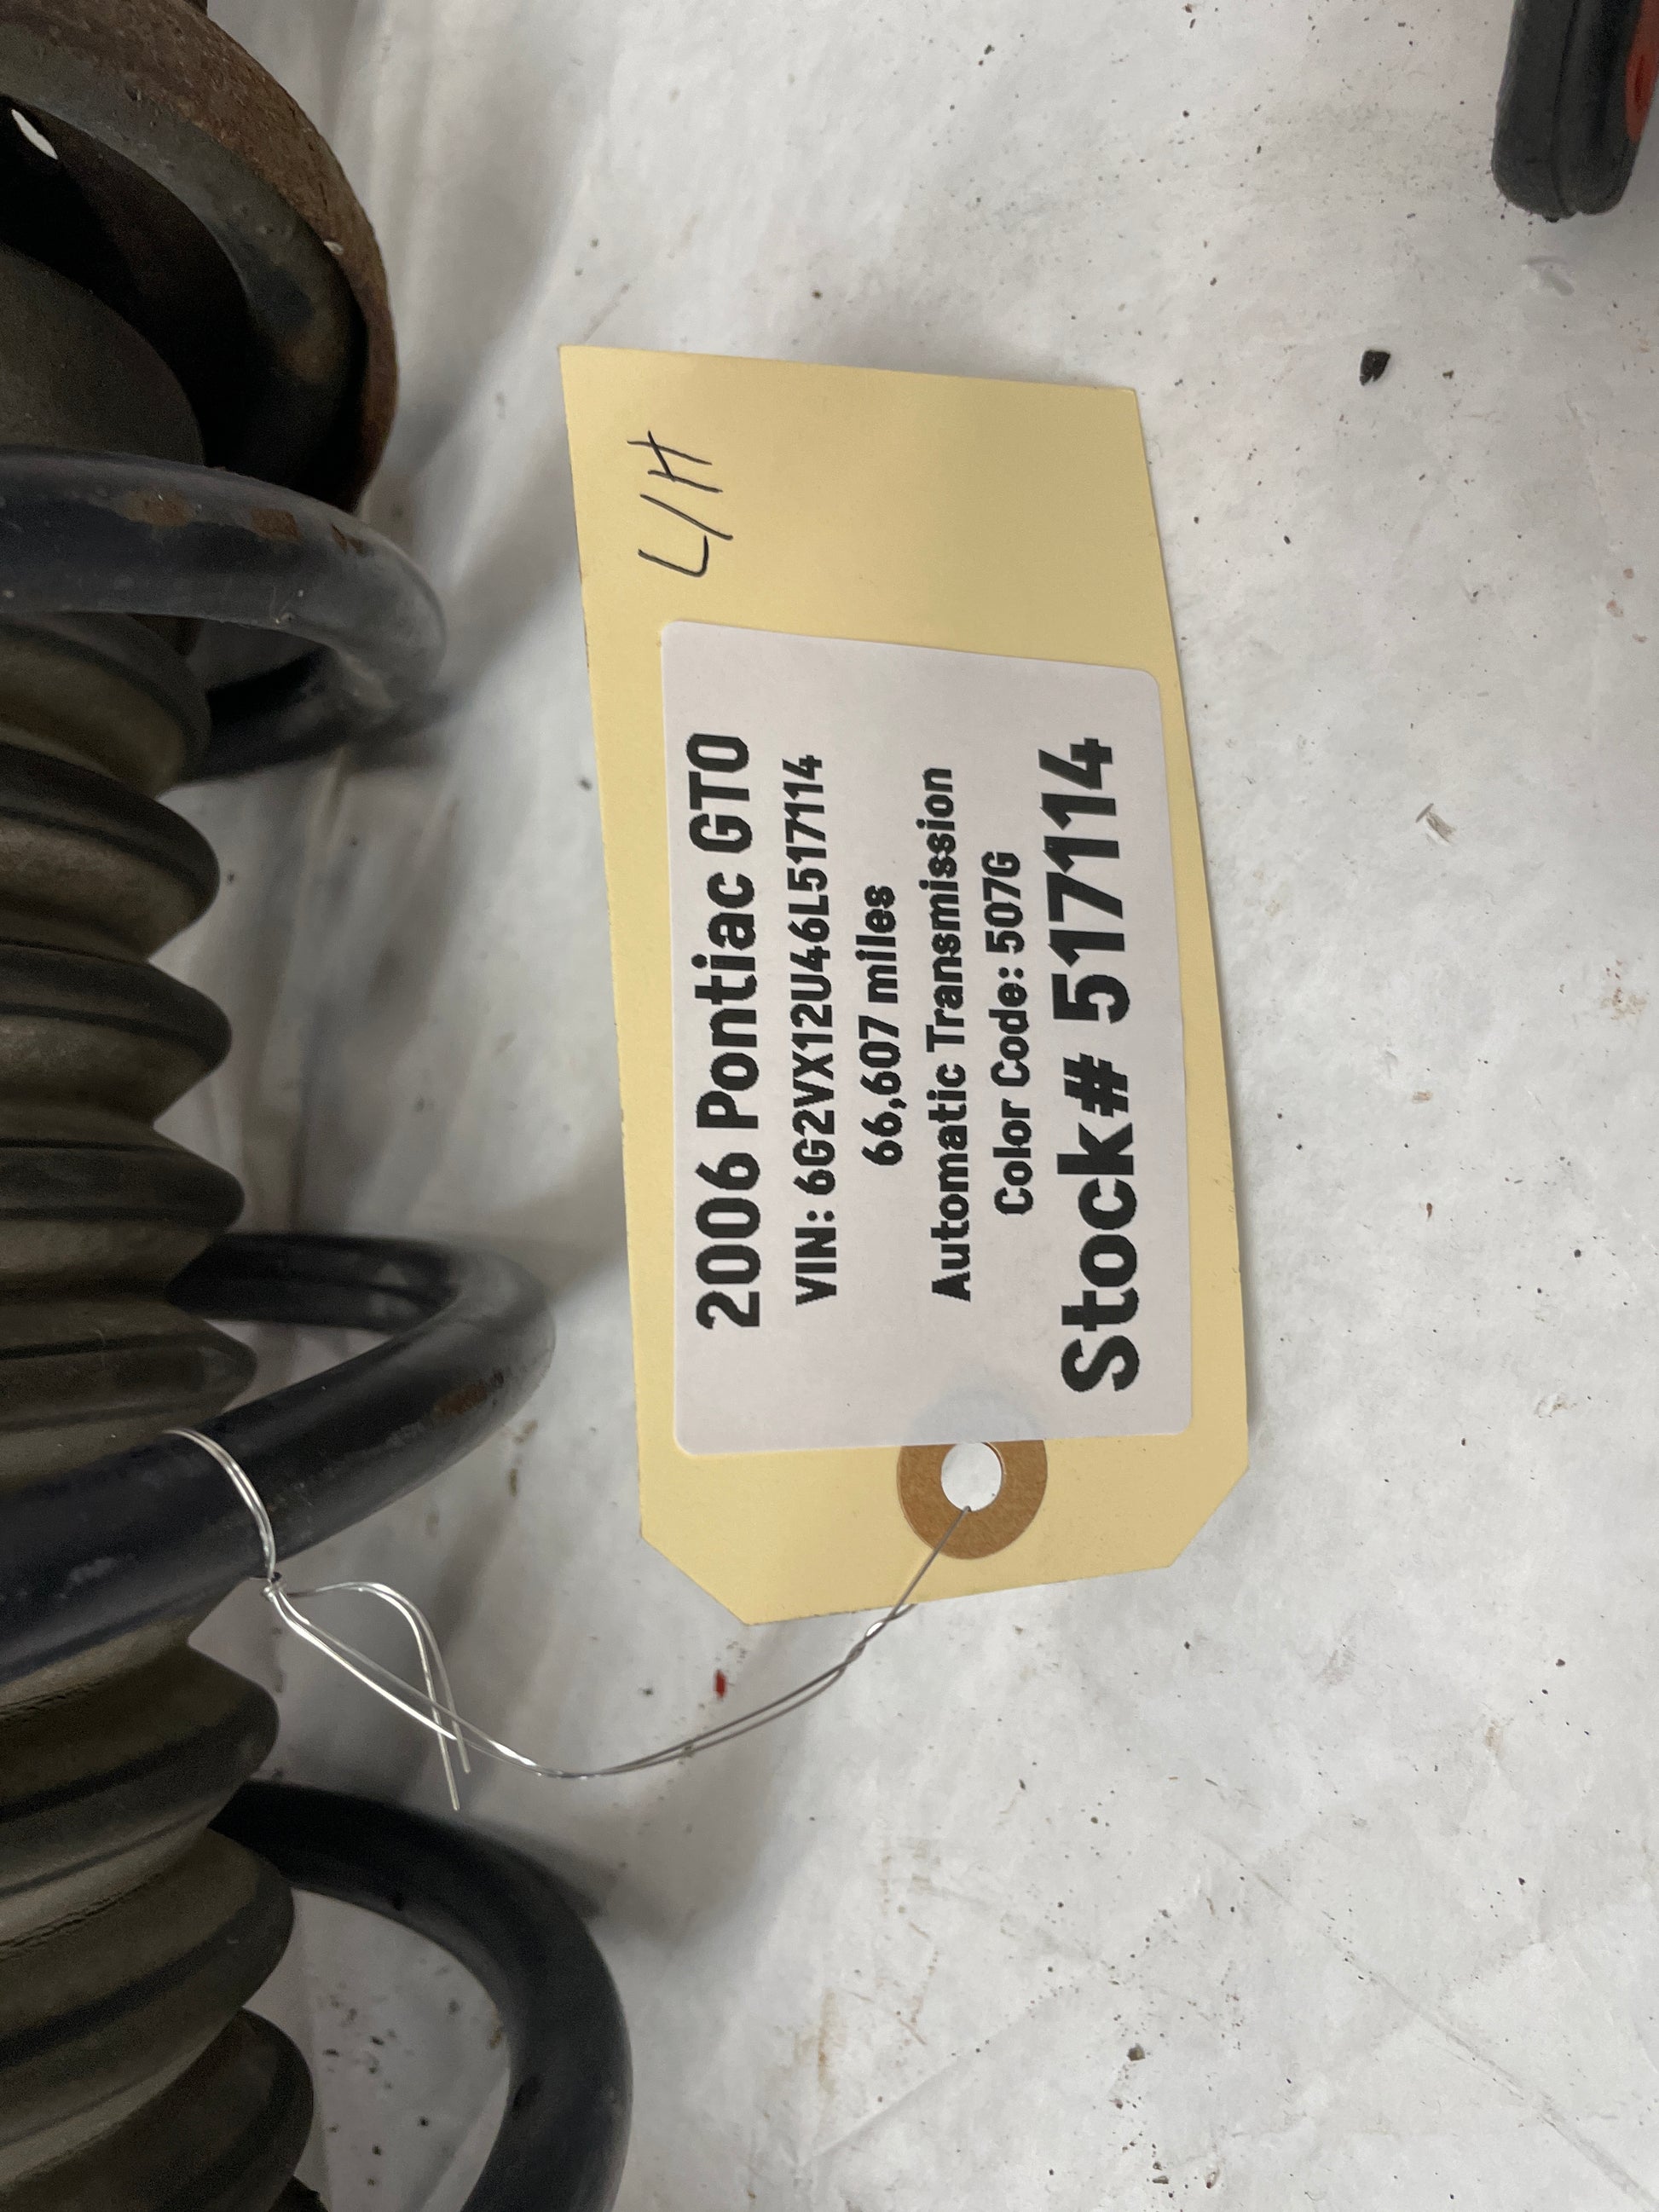 L/H
2006 Pontiac GTO
VIN: 6G2VX12U46L517114
66,607 miles
Automatic Transmission
Color Code: 507G
Stock# 517114